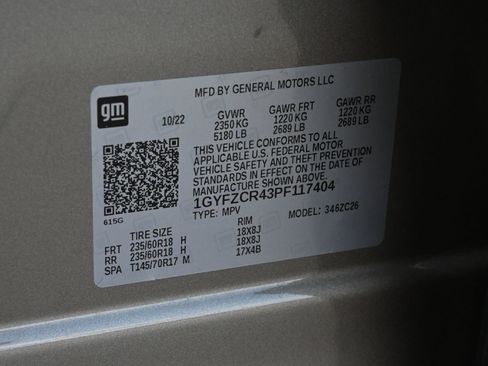 gm
MFD BY GENERAL MOTORS LLC
10/22 GVWR GAWR FRT GAWR RR
2350 KG 1220 KG 1220 KG
5180 LB 2689 LB 2689 LB
THIS VEHICLE CONFORMS TO ALL
APPLICABLE U.S. FEDERAL MOTOR
VEHICLE SAFETY AND THEFT PREVENTION
STANDARDS IN EFFECT ON THE DATE OF
MANUFACTURE SHOWN ABOVE.
1GYFZCR43PF117404
615G TYPE: MPV MODEL: 346ZC26
TIRE SIZE RIM
FRT 235/60R18 H 18X8J
RR 235/60R18 H 18X8J
SPA T145/70R17 M 17X4B